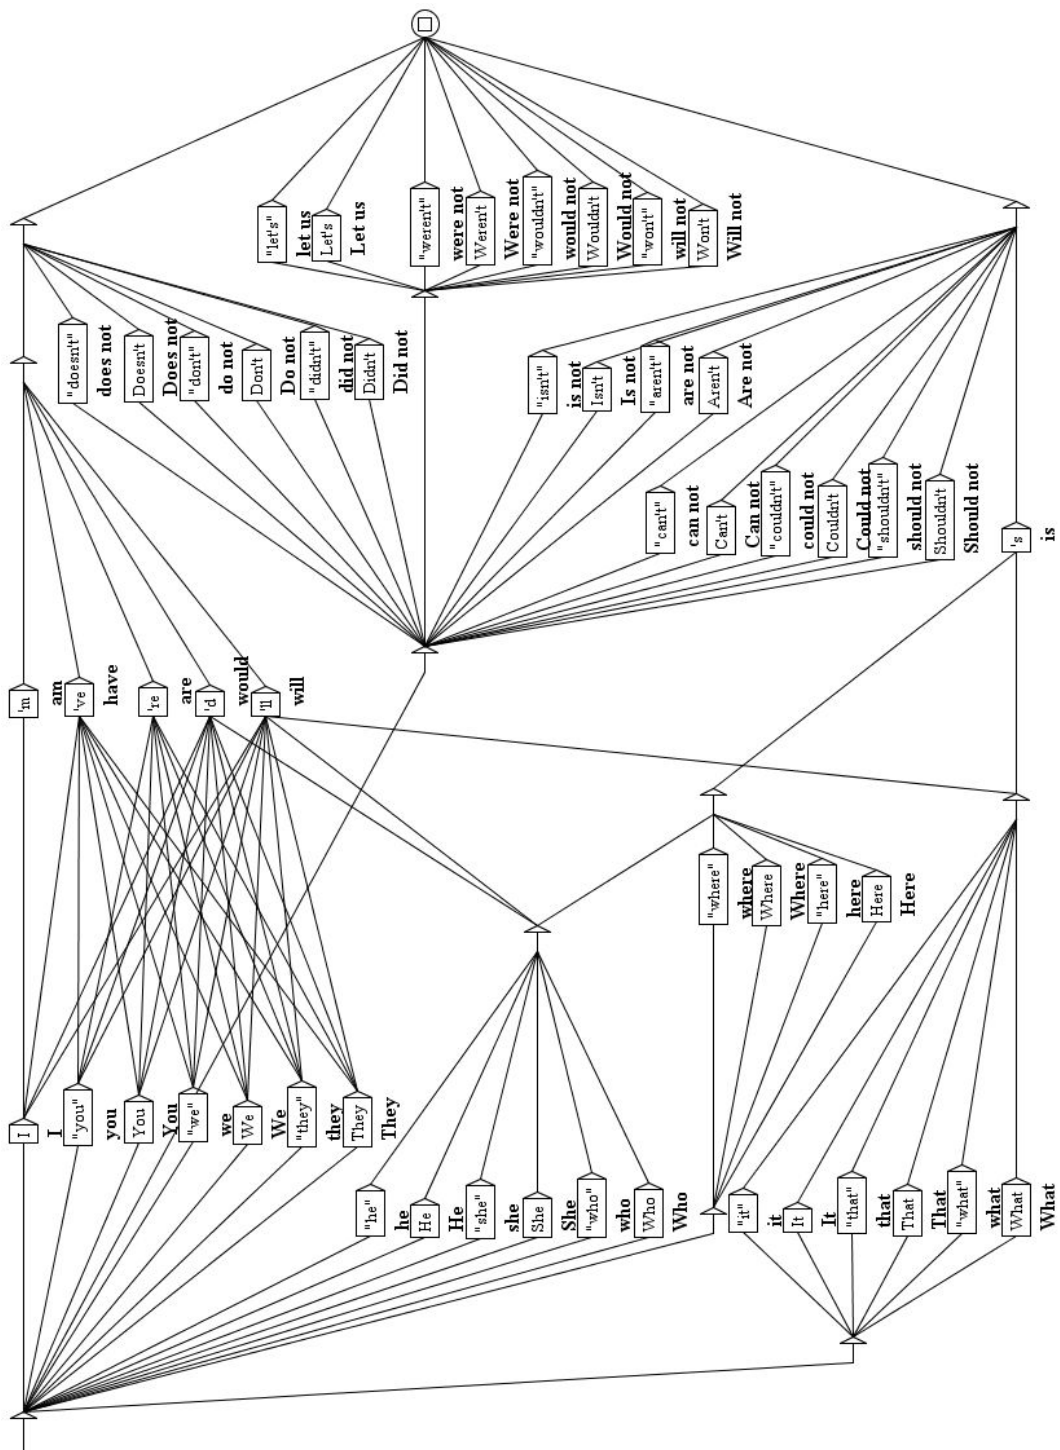 I
I
"you"
you
You
You
"we"
we
We
We
"they"
they
They
They
"he"
he
He
He
"she"
she
She
She
"who"
who
Who
Who
"it"
it
It
It
"that"
that
That
That
"what"
what
What
What
"where"
where
Where
Where
"here"
here
Here
Here
'm
am
've
have
're
are
'd
would
'll
will
's
is
"can't"
can not
Can't
Can not
"couldn't"
could not
Couldn't
Could not
"shouldn't"
should not
Shouldn't
Should not
"doesn't"
does not
Doesn't
Does not
"don't"
do not
Don't
Do not
"didn't"
did not
Didn't
Did not
"isn't"
is not
Isn't
Is not
"aren't"
are not
Aren't
Are not
"let's"
let us
Let's
Let us
"weren't"
were not
Weren't
Were not
"wouldn't"
would not
Wouldn't
Would not
"won't"
will not
Won't
Will not